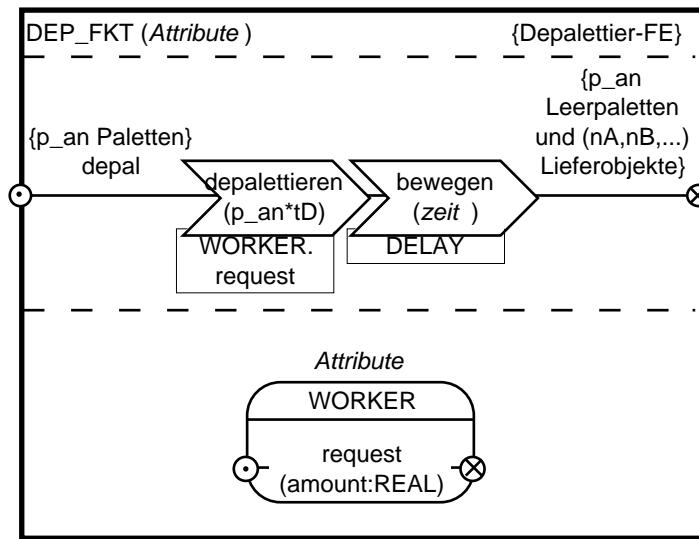 DEP_FKT (Attribute ) {Depalettier-FE}
{p_an Paletten}
depal
depalettieren
(p_an*tD)
WORKER.
request
bewegen
(zeit )
DELAY
{p_an
Leerpaletten
und (nA,nB,...)
Lieferobjekte}
Attribute
WORKER
request
(amount:REAL)